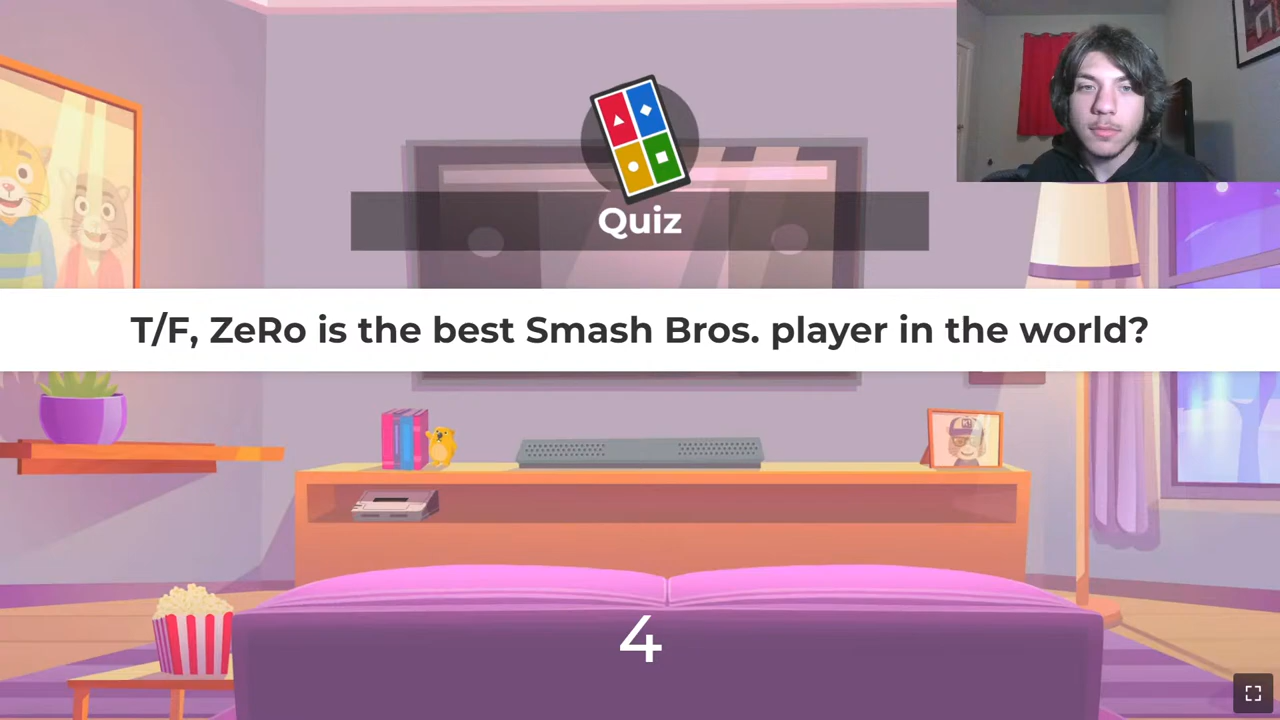 Quiz
T/F, ZeRo is the best Smash Bros. player in the world?
4